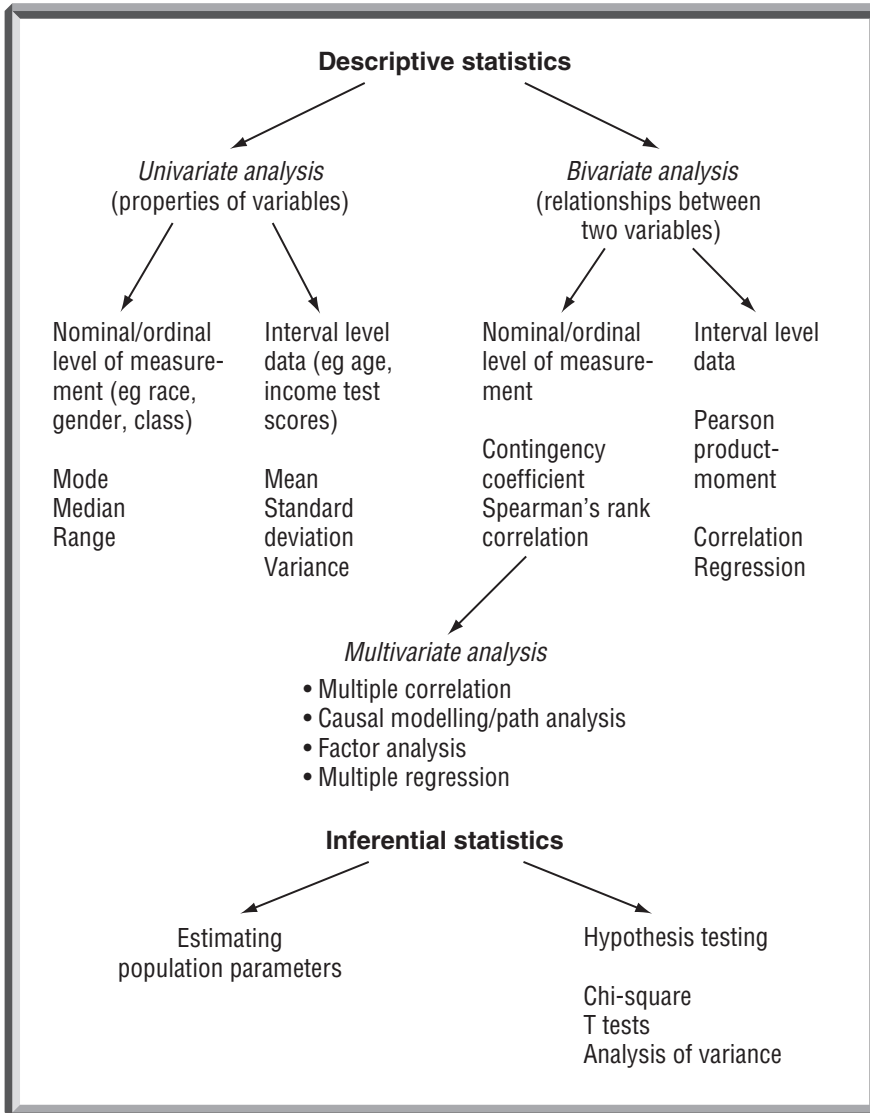 Descriptive statistics
Univariate analysis
(properties of variables)
Bivariate analysis
(relationships between
two variables)
Nominal/ordinal
level of measure-
ment (eg race,
gender, class)
Mode
Median
Range
Interval level
data (eg age,
income test
scores)
Mean
Standard
deviation
Variance
Nominal/ordinal
level of measure-
ment
Contingency
coefficient
Spearman’s rank
correlation
Interval level
data
Pearson
product-
moment
Correlation
Regression
Multivariate analysis
• Multiple correlation
• Causal modelling/path analysis
• Factor analysis
• Multiple regression
Inferential statistics
Estimating
population parameters
Hypothesis testing
Chi-square
T tests
Analysis of variance